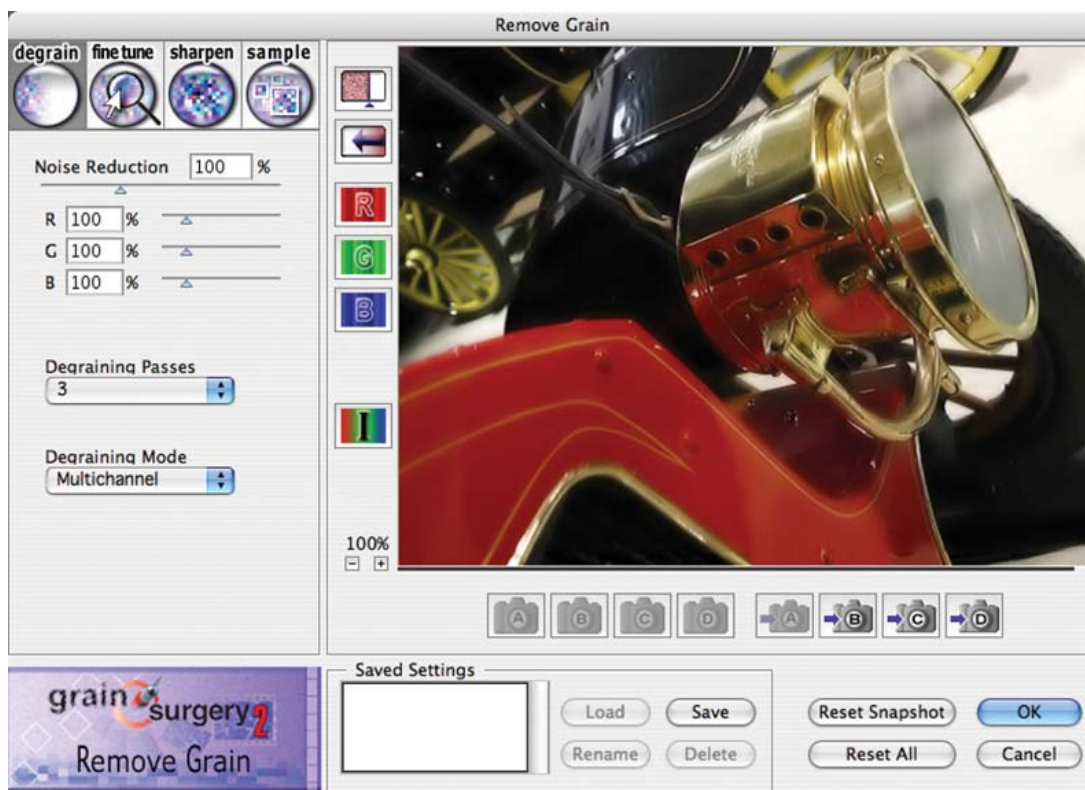 Remove Grain
degrain fine tune sharpen sample
Noise Reduction 100 %
R 100 %
G 100 %
B 100 %
Degraining Passes
3
Degraining Mode
Multichannel
R
G
B
I
100%
- +
A B C D A B C D
grain surgery 2
Remove Grain
Saved Settings
Load Save
Rename Delete
Reset Snapshot OK
Reset All Cancel